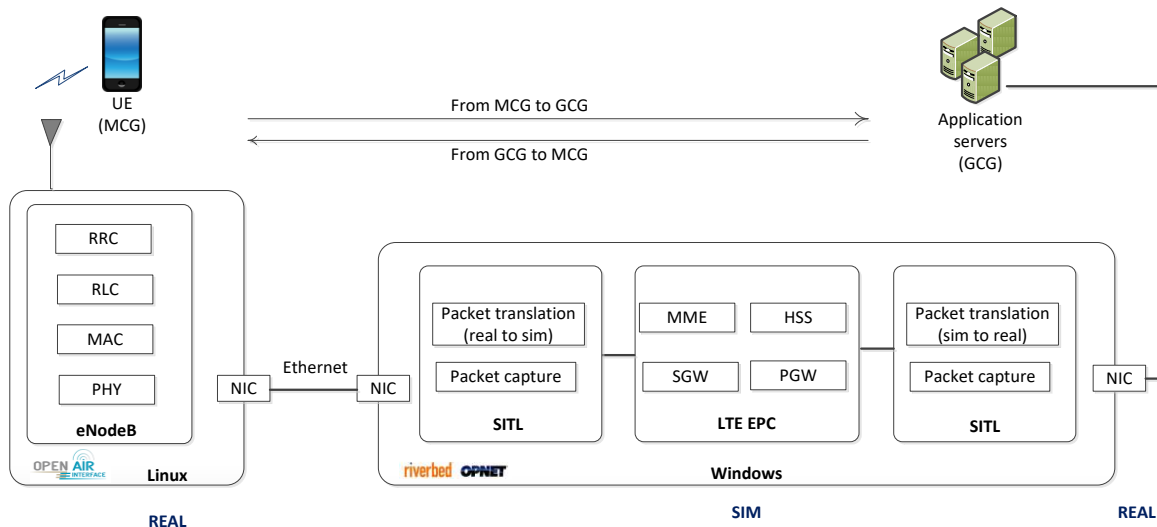 UE
(MCG)
From MCG to GCG
From GCG to MCG
Application
servers
(GCG)
RRC
RLC
MAC
PHY
eNodeB
OPEN AIR
INTERFACE
Linux
NIC
Ethernet
NIC
Packet translation
(real to sim)
Packet capture
SITL
MME
HSS
SGW
PGW
LTE EPC
Packet translation
(sim to real)
Packet capture
SITL
NIC
riverbed OPNET
Windows
REAL
SIM
REAL